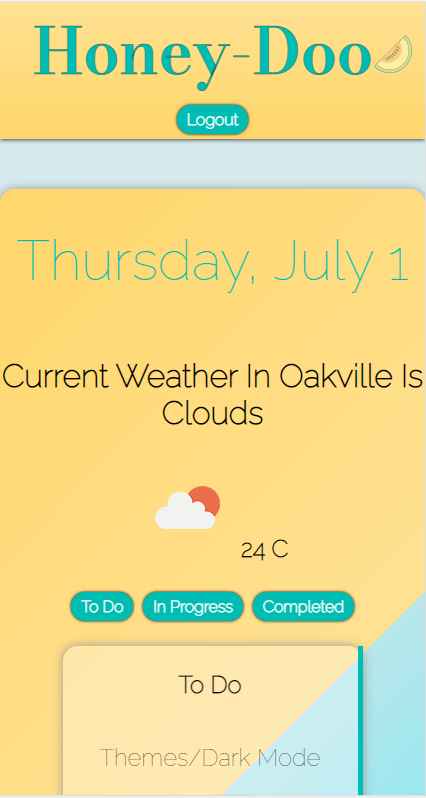 Honey-Doo
Logout
Thursday, July 1
Current Weather In Oakville Is
Clouds
24 C
To Do
In Progress
Completed
To Do
Themes/Dark Mode